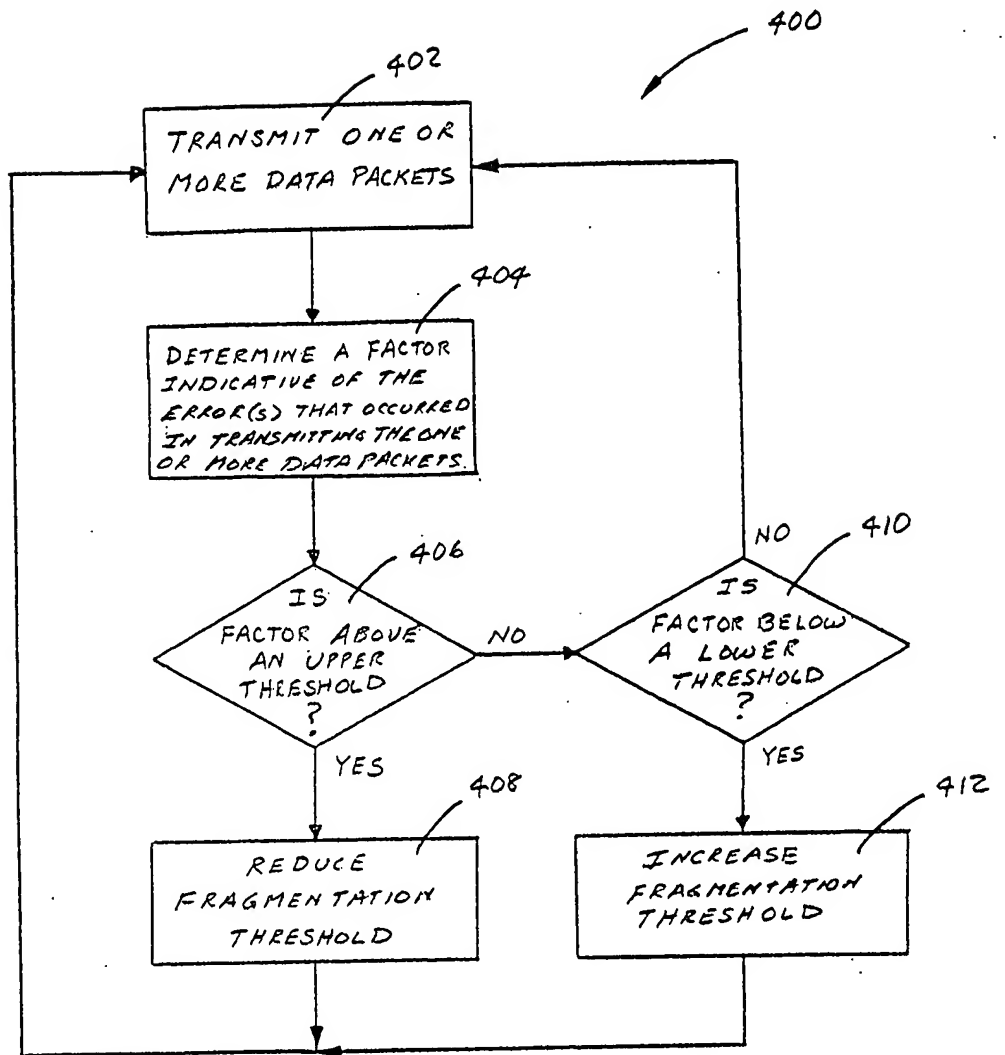 400
402
TRANSMIT ONE OR
MORE DATA PACKETS
404
DETERMINE A FACTOR
INDICATIVE OF THE
ERROR(S) THAT OCCURRED
IN TRANSMITTING THE ONE
OR MORE DATA PACKETS.
406
IS
FACTOR ABOVE
AN UPPER
THRESHOLD
?
NO
YES
410
NO
IS
FACTOR BELOW
A LOWER
THRESHOLD
?
YES
408
REDUCE
FRAGMENTATION
THRESHOLD
412
INCREASE
FRAGMENTATION
THRESHOLD